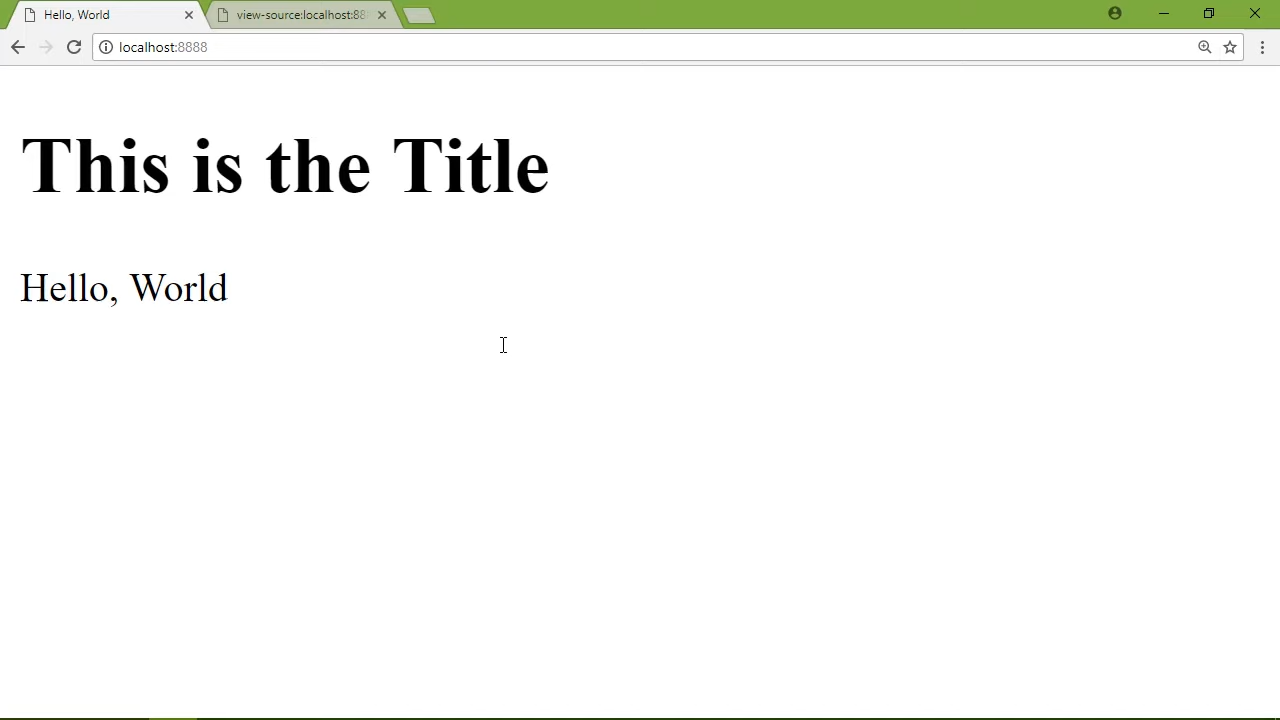 Hello, World
view-source:localhost:88
localhost:8888
This is the Title
Hello, World